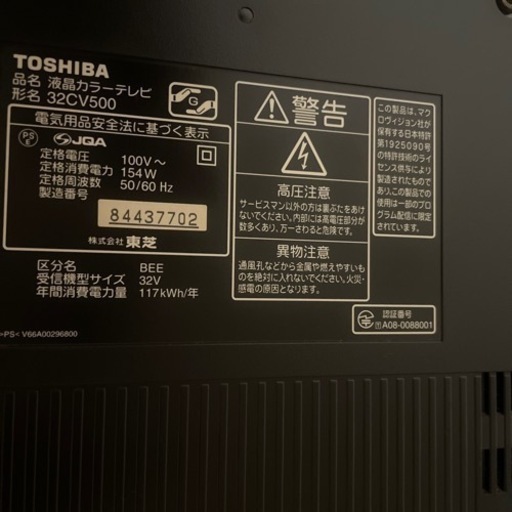 TOSHIBA
品名 液晶カラーテレビ
形名 32CV500
G
電気用品安全法に基づく表示
PS
E
JQA
定格電圧 100V～
定格消費電力 154W
定格周波数 50/60Hz
製造番号
84437702
株式会社 東芝
区分名 BEE
受信機型サイズ 32V
年間消費電力量 117kWh/年
>PS< V66A00296800
警告
高圧注意
サービスマン以外の方は裏ぶたをあけ
ないでください。内部には高電圧部分が
数多くあり、万一さわると危険です。
異物注意
通風孔などから金属や燃えやすいもの
を絶対に入れないでください。火災・
感電の原因となります。
この製品は、マク
ロヴィジョン社が
保有する日本特許
第1925090号
の特許技術のライ
センス供与により
製造されたもので
あり、この製品の
使用は一部のプロ
グラム配信に限定
されています。
認証番号
A08-0088001